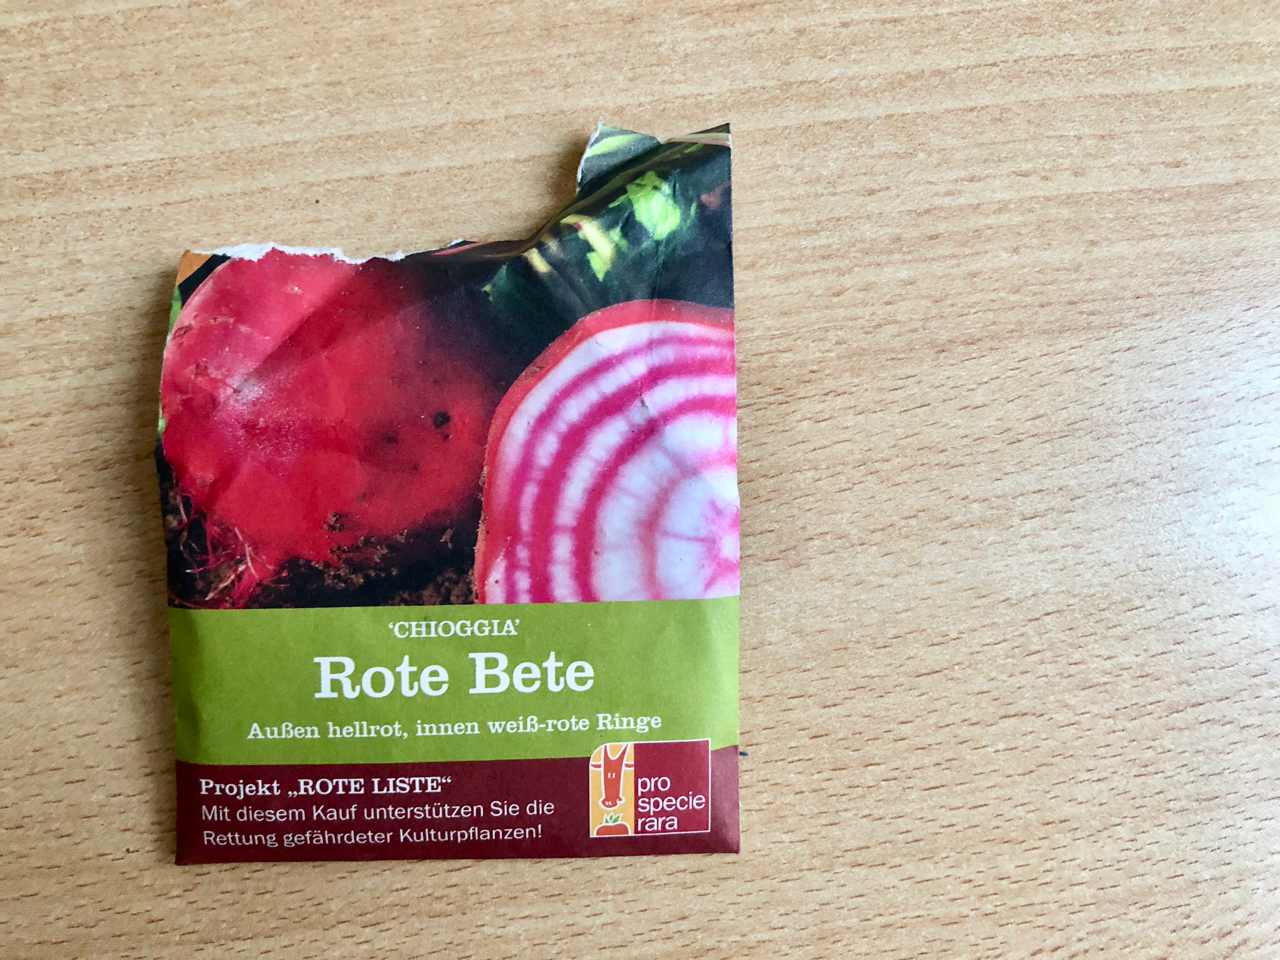 ‘CHIOGGIA’
Rote Bete
Außen hellrot, innen weiß-rote Ringe
Projekt „ROTE LISTE“
Mit diesem Kauf unterstützen Sie die
Rettung gefährdeter Kulturpflanzen!
pro
specie
rara